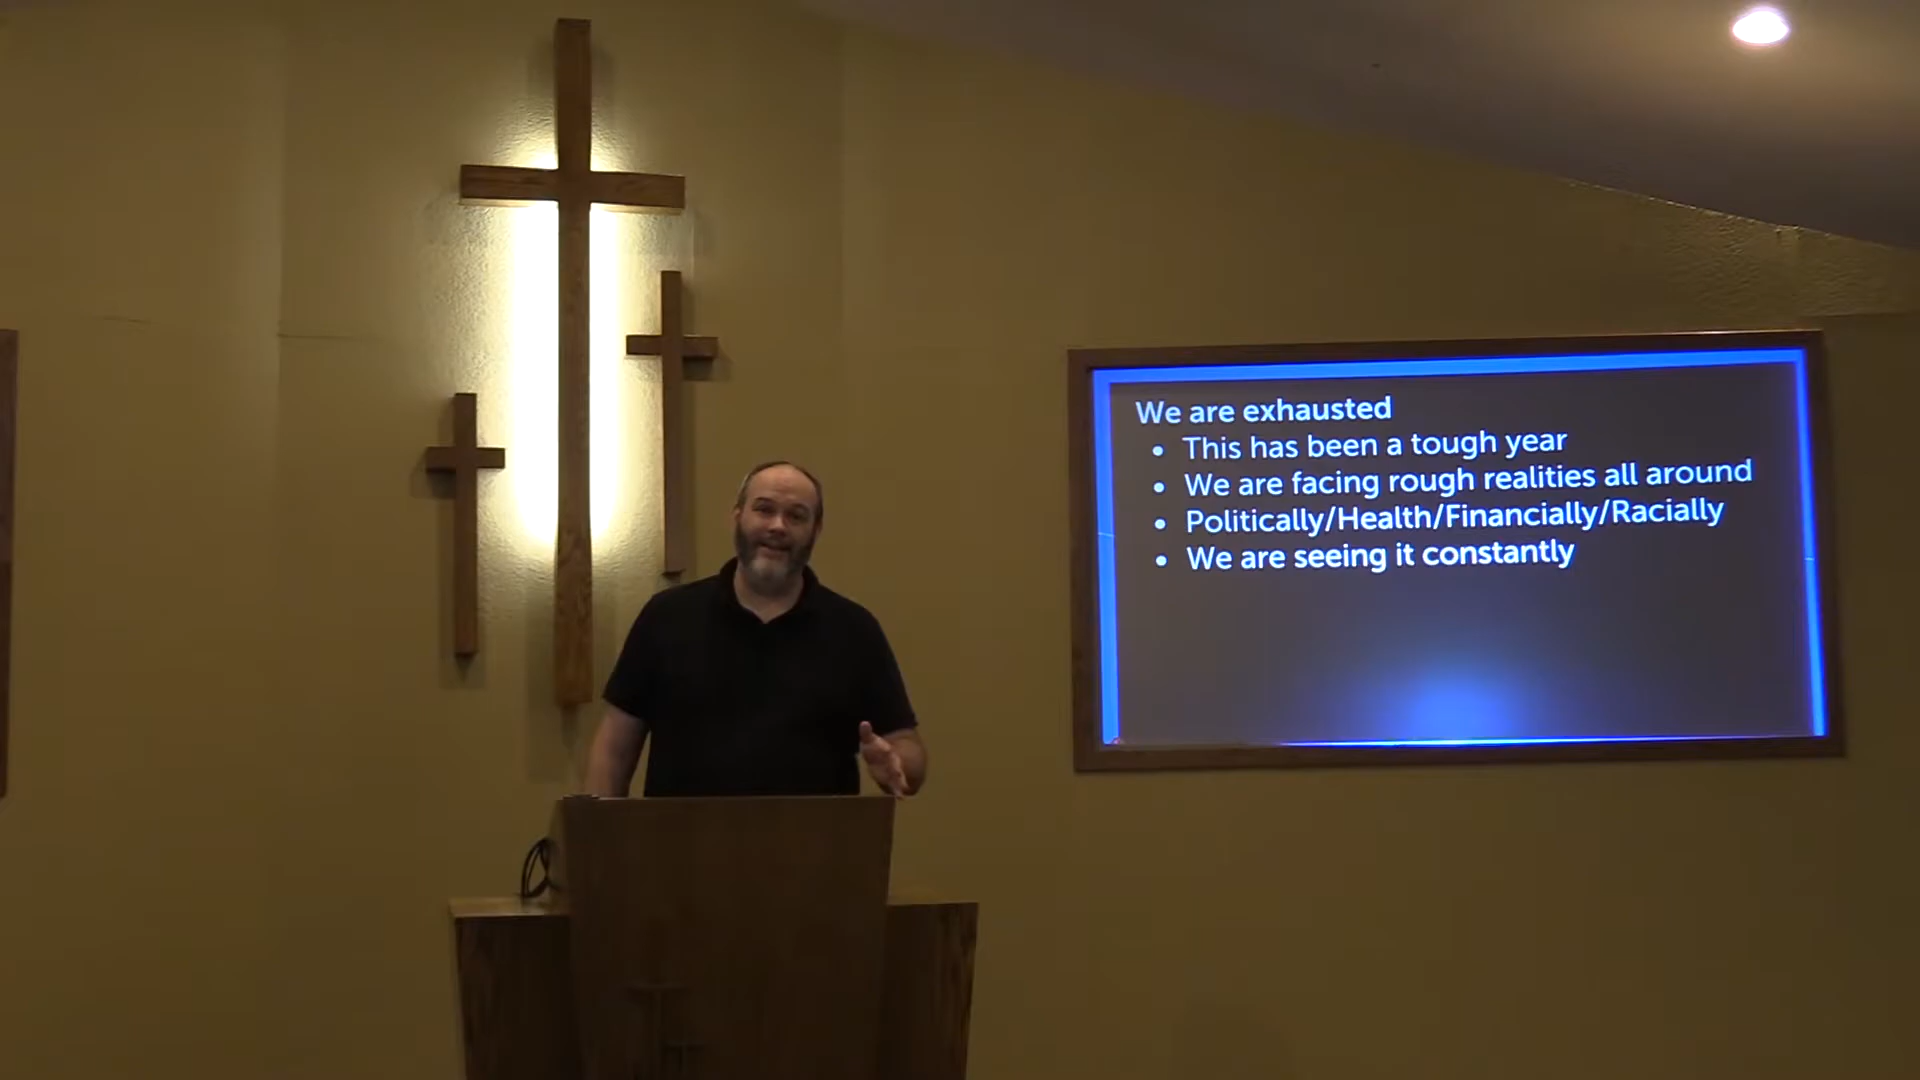 We are exhausted
• This has been a tough year
• We are facing rough realities all around
• Politically/Health/Financially/Racially
• We are seeing it constantly